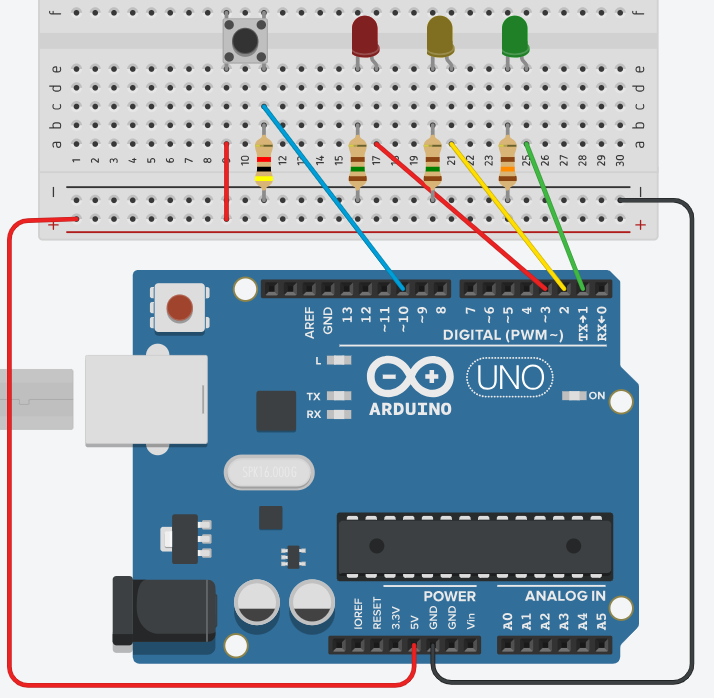 f f
e e
d d
c c
b b
a a
1 2 3 4 5 6 7 8 9 10 11 12 13 14 15 16 17 18 19 20 21 22 23 24 25 26 27 28 29 30
− −
+ +
AREF GND 13 12 ~11 ~10 ~9 8 7 ~6 ~5 4 ~3 2 TX→1 RX←0
DIGITAL (PWM~)
L
TX
RX
ARDUINO
UNO
ON
SPK16.000G
POWER ANALOG IN
IOREF RESET 3.3V 5V GND GND Vin A0 A1 A2 A3 A4 A5